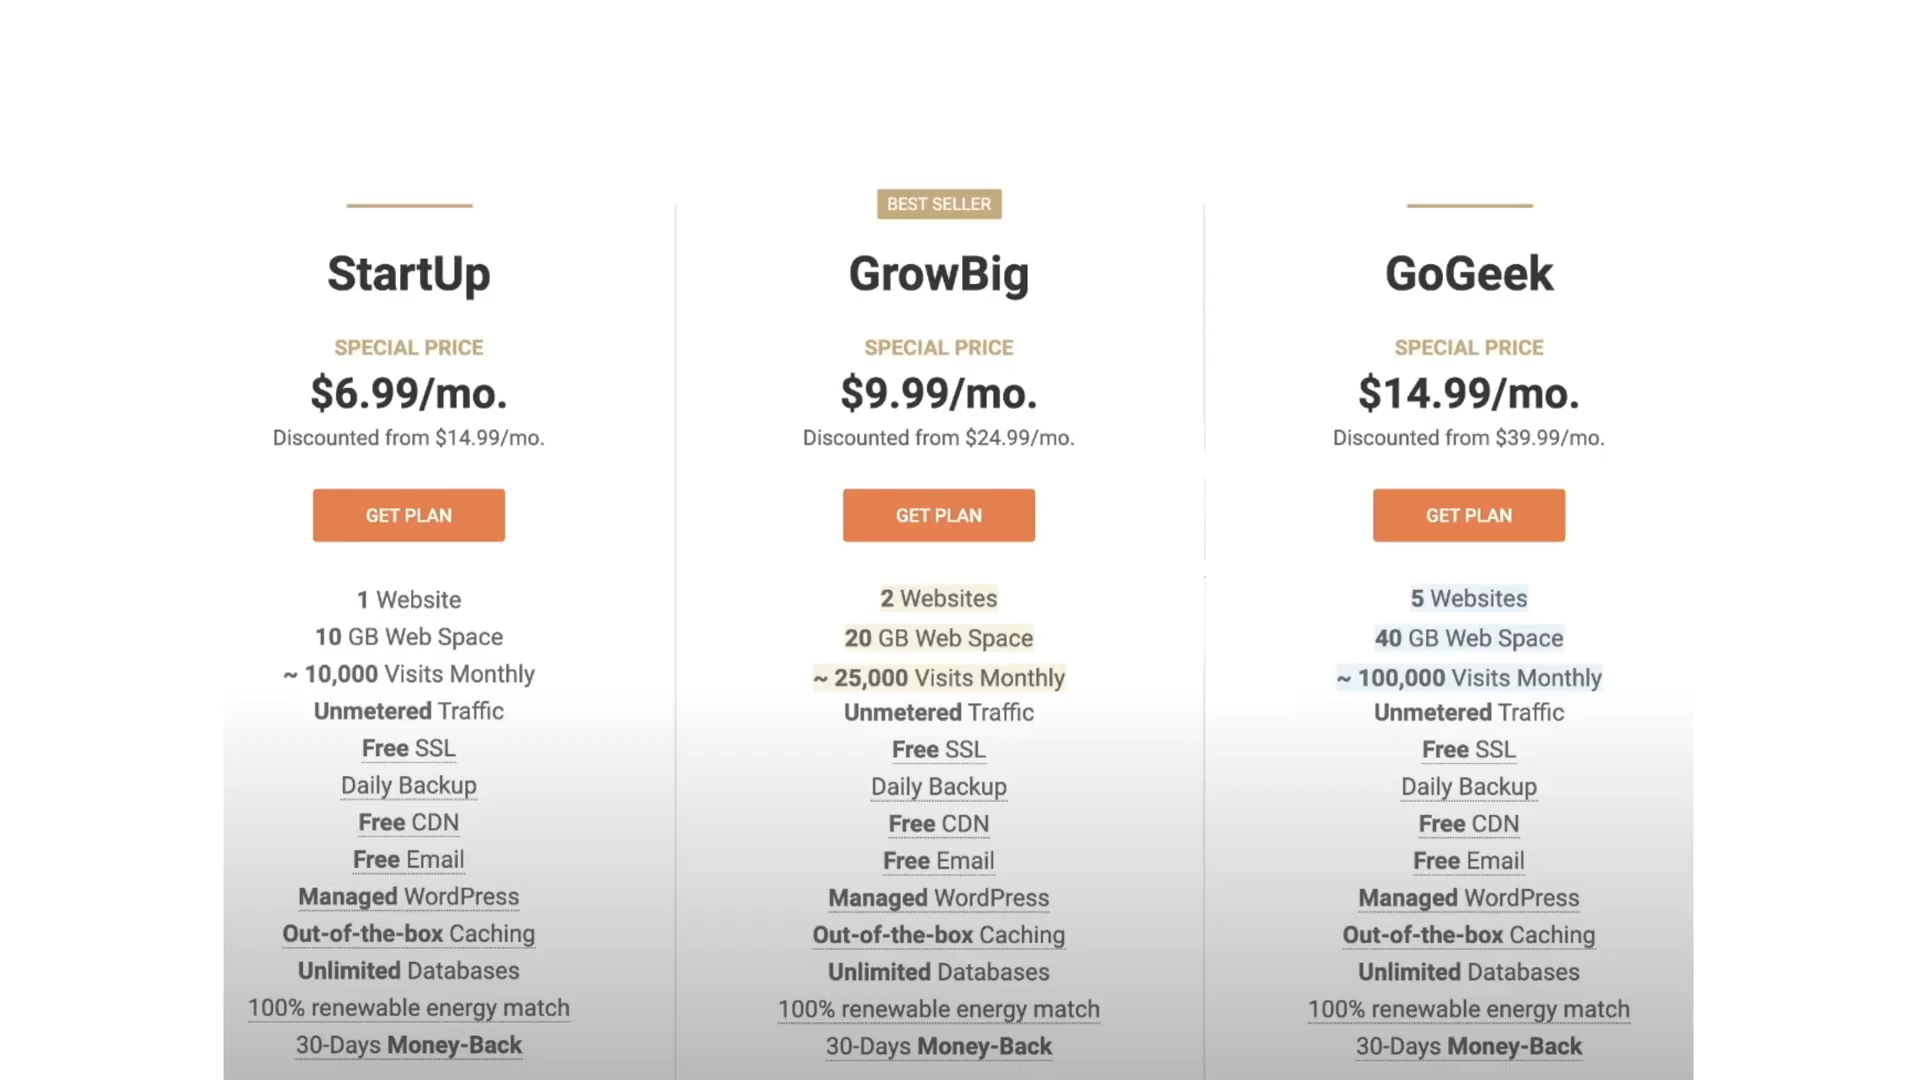 StartUp
SPECIAL PRICE
$6.99/mo.
Discounted from $14.99/mo.
GET PLAN
1 Website
10 GB Web Space
~ 10,000 Visits Monthly
Unmetered Traffic
Free SSL
Daily Backup
Free CDN
Free Email
Managed WordPress
Out-of-the-box Caching
Unlimited Databases
100% renewable energy match
30-Days Money-Back
BEST SELLER
GrowBig
SPECIAL PRICE
$9.99/mo.
Discounted from $24.99/mo.
GET PLAN
2 Websites
20 GB Web Space
~ 25,000 Visits Monthly
Unmetered Traffic
Free SSL
Daily Backup
Free CDN
Free Email
Managed WordPress
Out-of-the-box Caching
Unlimited Databases
100% renewable energy match
30-Days Money-Back
GoGeek
SPECIAL PRICE
$14.99/mo.
Discounted from $39.99/mo.
GET PLAN
5 Websites
40 GB Web Space
~ 100,000 Visits Monthly
Unmetered Traffic
Free SSL
Daily Backup
Free CDN
Free Email
Managed WordPress
Out-of-the-box Caching
Unlimited Databases
100% renewable energy match
30-Days Money-Back